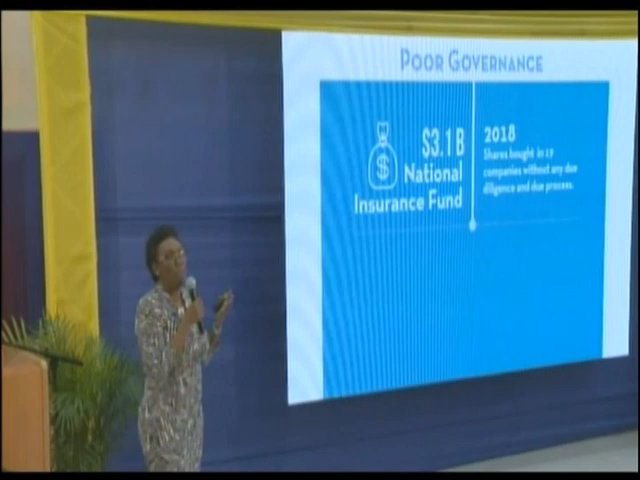 POOR GOVERNANCE
$3.1 B
National
Insurance Fund
2018
Shares bought in 17
companies without any due
diligence and due process.